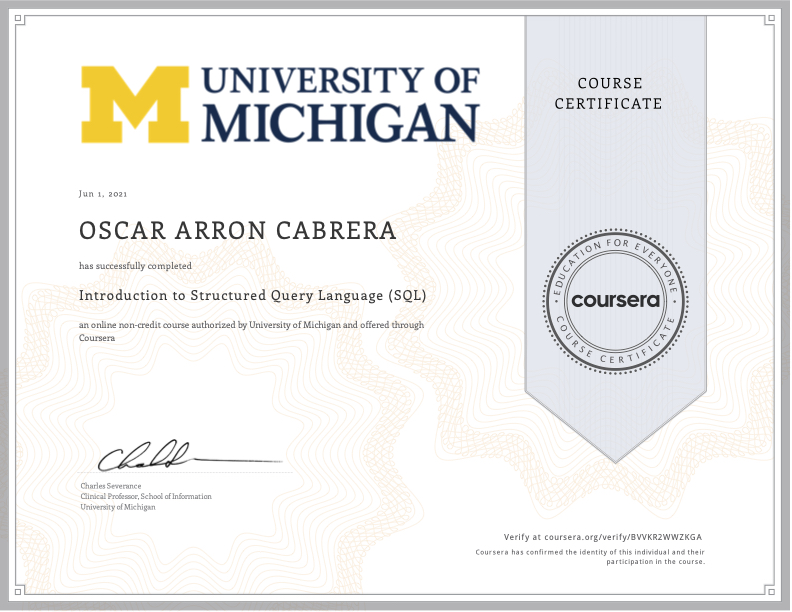 UNIVERSITY OF
MICHIGAN
COURSE
CERTIFICATE
Jun 1, 2021
OSCAR ARRON CABRERA
has successfully completed
Introduction to Structured Query Language (SQL)
an online non-credit course authorized by University of Michigan and offered through
Coursera
EDUCATION FOR EVERYONE
coursera
COURSE CERTIFICATE
Charles Severance
Clinical Professor, School of Information
University of Michigan
Verify at coursera.org/verify/BVVKR2WWZKGA
Coursera has confirmed the identity of this individual and their
participation in the course.